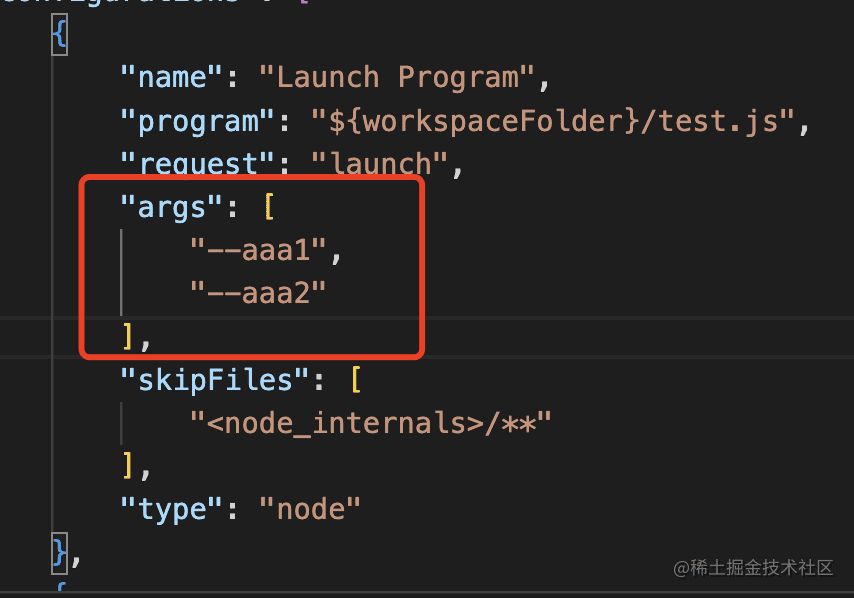 {
"name": "Launch Program",
"program": "${workspaceFolder}/test.js",
"request": "launch",
"args": [
"--aaa1",
"--aaa2"
],
"skipFiles": [
"<node_internals>/**"
],
"type": "node"
},
{
@稀土掘金技术社区